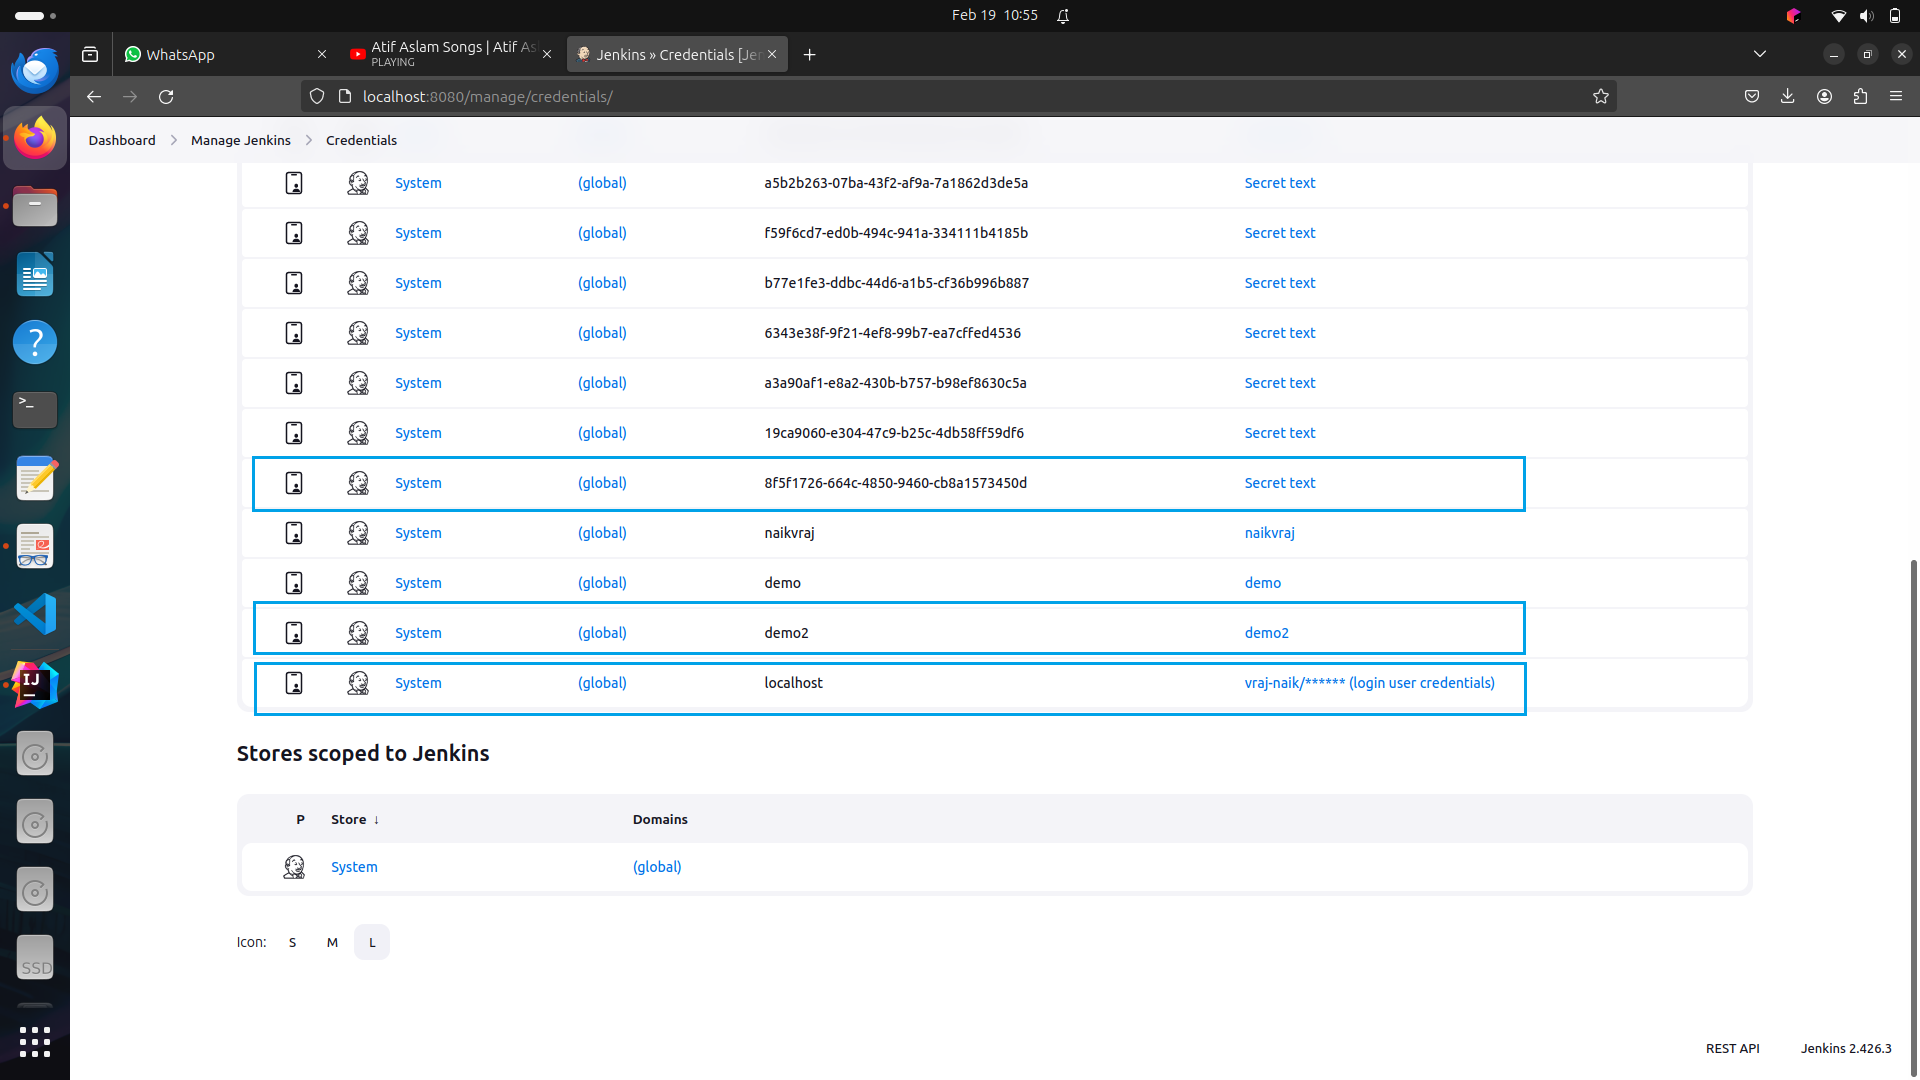 Feb 19 10:55
WhatsApp
Atif Aslam Songs | Atif As
PLAYING
Jenkins » Credentials [Jen
localhost:8080/manage/credentials/
Dashboard Manage Jenkins Credentials
System (global) a5b2b263-07ba-43f2-af9a-7a1862d3de5a Secret text
System (global) f59f6cd7-ed0b-494c-941a-334111b4185b Secret text
System (global) b77e1fe3-ddbc-44d6-a1b5-cf36b996b887 Secret text
System (global) 6343e38f-9f21-4ef8-99b7-ea7cffed4536 Secret text
System (global) a3a90af1-e8a2-430b-b757-b98ef8630c5a Secret text
System (global) 19ca9060-e304-47c9-b25c-4db58ff59df6 Secret text
System (global) 8f5f1726-664c-4850-9460-cb8a1573450d Secret text
System (global) naikvraj naikvraj
System (global) demo demo
System (global) demo2 demo2
System (global) localhost vraj-naik/****** (login user credentials)
Stores scoped to Jenkins
P Store ↓ Domains
System (global)
Icon: S M L
REST API Jenkins 2.426.3
>_
?
IJ
SSD